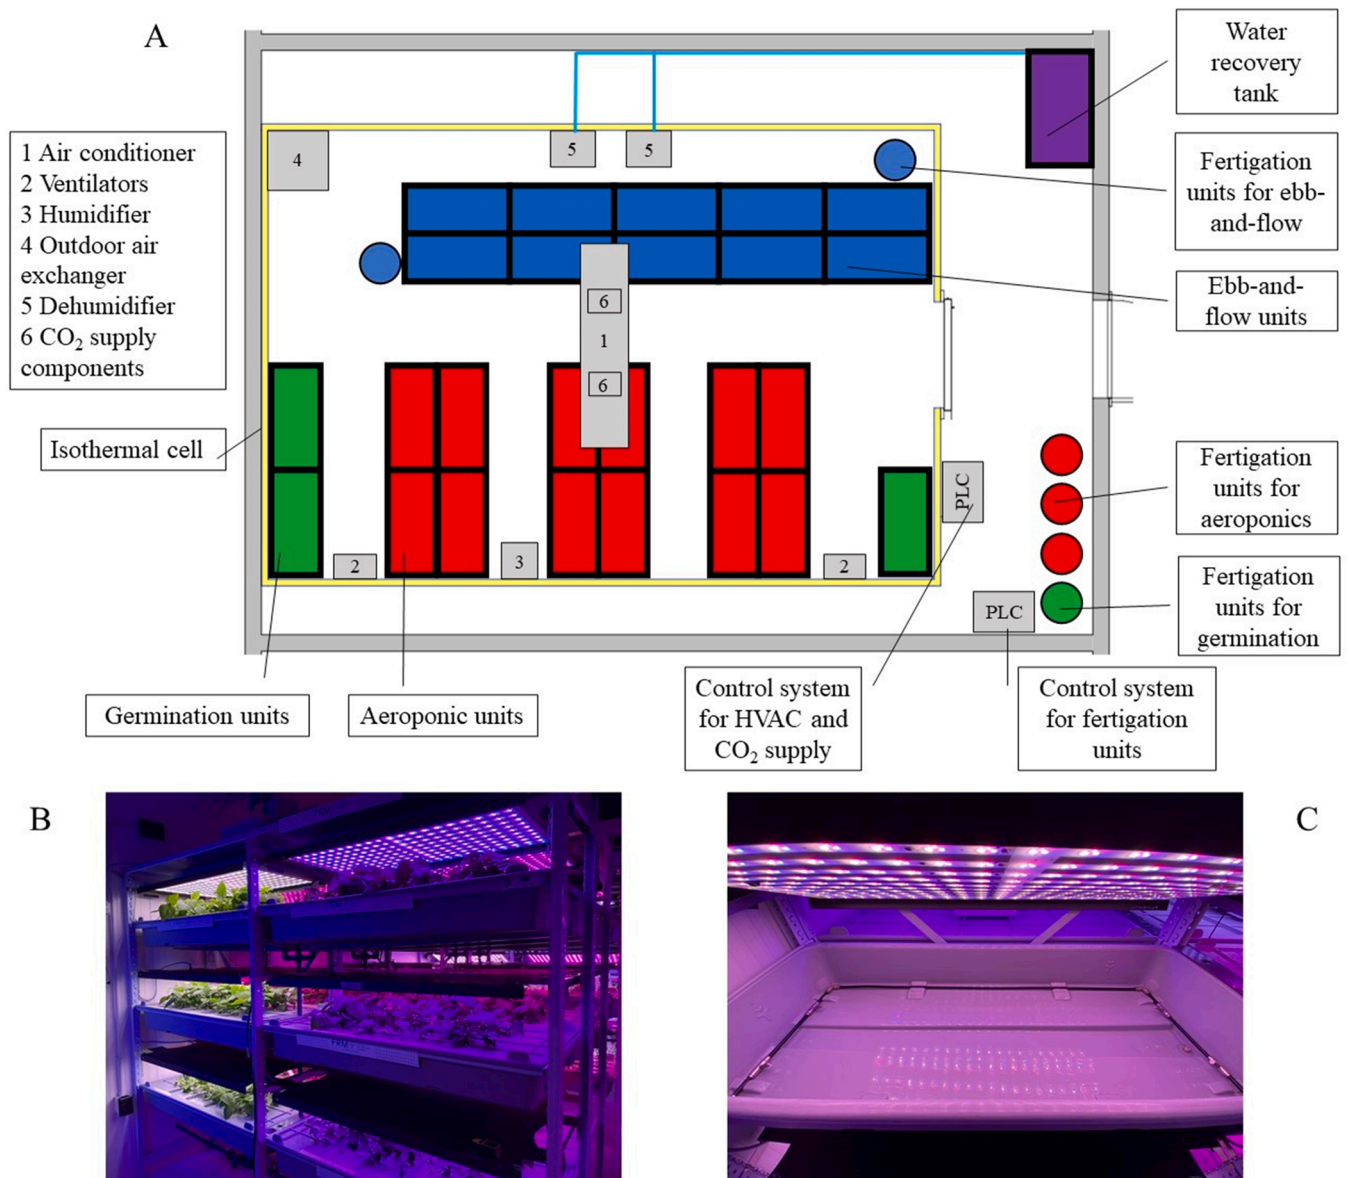 A
Water
recovery
tank
1 Air conditioner
2 Ventilators
3 Humidifier
4 Outdoor air
exchanger
5 Dehumidifier
6 CO₂ supply
components
4
5
5
Fertigation
units for ebb-
and-flow
Ebb-and-
flow units
6
1
6
Isothermal cell
Fertigation
units for
aeroponics
PLC
2
3
2
PLC
Fertigation
units for
germination
Germination units
Aeroponic units
Control system
for HVAC and
CO₂ supply
Control system
for fertigation
units
B
C